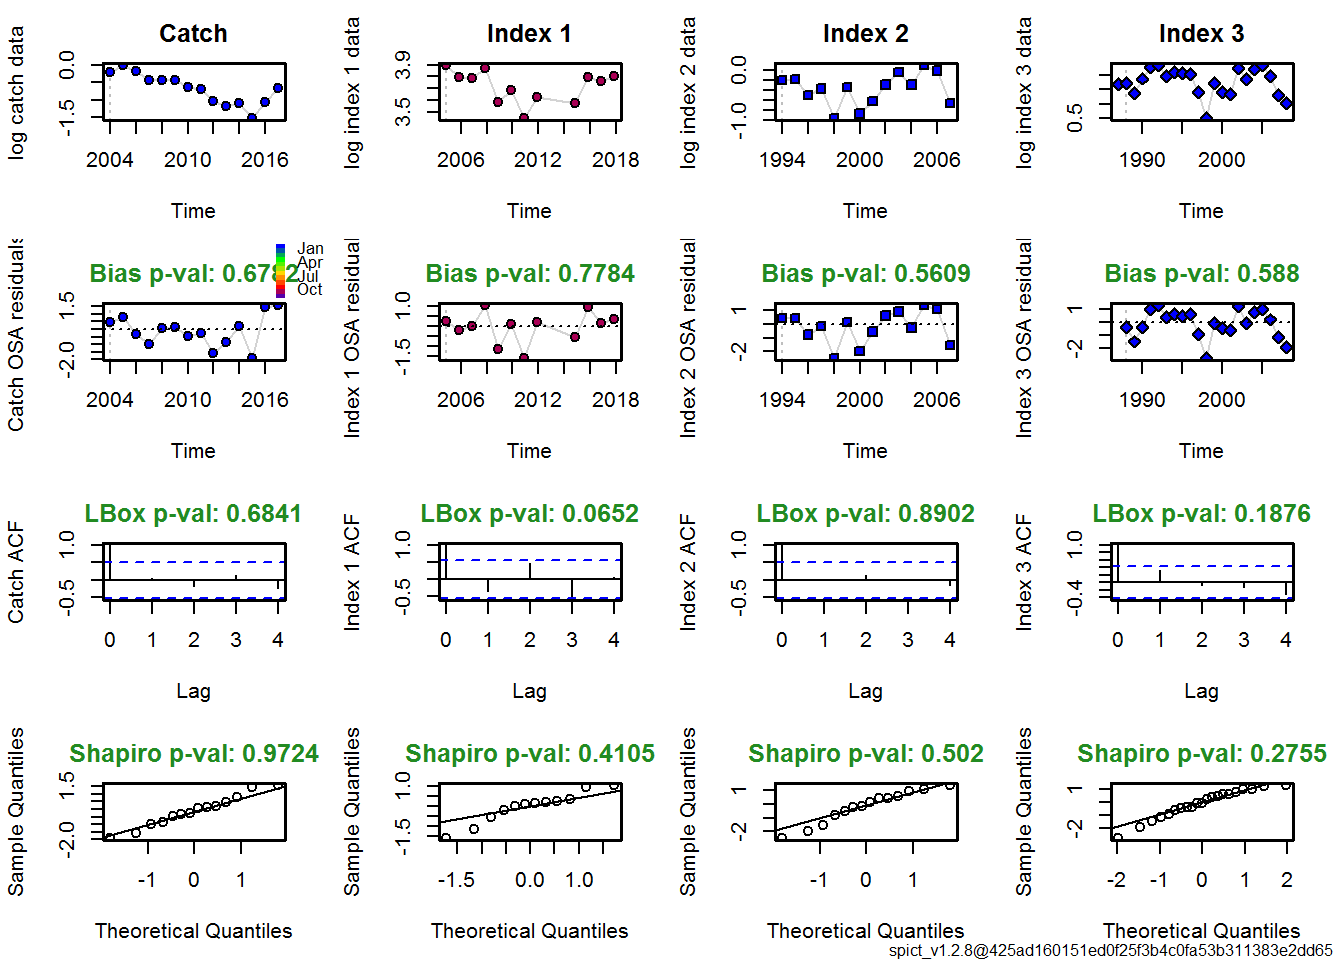 Catch
Index 1
Index 2
Index 3
log catch data
0.0
-1.5
2004 2010 2016
Time
log index 1 data
3.9
3.5
2006 2012 2018
Time
log index 2 data
0.0
-1.0
1994 2000 2006
Time
log index 3 data
0.5
1990 2000
Time
Bias p-val: 0.6782
Jan
Apr
Jul
Oct
Catch OSA residuals
1.5
-2.0
2004 2010 2016
Time
Bias p-val: 0.7784
Index 1 OSA residual
1.0
-1.5
2006 2012 2018
Time
Bias p-val: 0.5609
Index 2 OSA residual
1
-2
1994 2000 2006
Time
Bias p-val: 0.588
Index 3 OSA residual
1
-2
1990 2000
Time
LBox p-val: 0.6841
Catch ACF
1.0
-0.5
0 1 2 3 4
Lag
LBox p-val: 0.0652
Index 1 ACF
1.0
-0.5
0 1 2 3 4
Lag
LBox p-val: 0.8902
Index 2 ACF
1.0
-0.5
0 1 2 3 4
Lag
LBox p-val: 0.1876
Index 3 ACF
1.0
-0.4
0 1 2 3 4
Lag
Shapiro p-val: 0.9724
Sample Quantiles
1.5
-2.0
-1 0 1
Theoretical Quantiles
Shapiro p-val: 0.4105
Sample Quantiles
1.0
-1.5
-1.5 0.0 1.0
Theoretical Quantiles
Shapiro p-val: 0.502
Sample Quantiles
1
-2
-1 0 1
Theoretical Quantiles
Shapiro p-val: 0.2755
Sample Quantiles
1
-2
-2 -1 0 1 2
Theoretical Quantiles
spict_v1.2.8@425ad160151ed0f25f3b4c0fa53b311383e2dd65